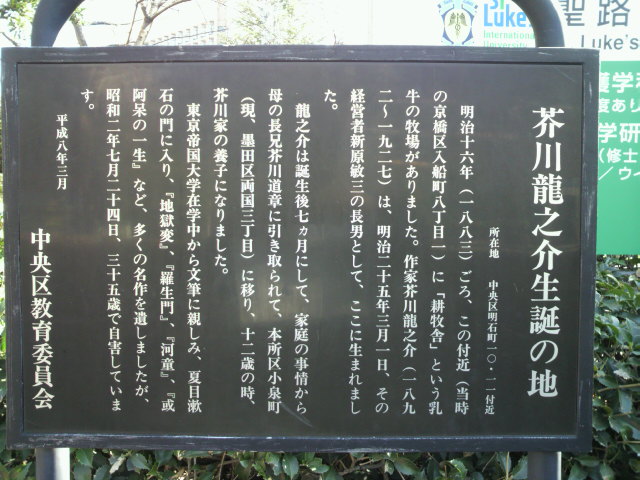 芥川龍之介生誕の地
所在地 中央区明石町一〇・一一付近
明治十六年（一八八三）ごろ、この付近（当時
の京橋区入船町八丁目一）に「耕牧舎」という乳
牛の牧場がありました。作家芥川龍之介（一八九
二～一九二七）は、明治二十五年三月一日、その
経営者新原敏三の長男として、ここに生まれまし
た。
龍之介は誕生後七ヵ月にして、家庭の事情から
母の長兄芥川道章に引き取られて、本所区小泉町
（現、墨田区両国三丁目）に移り、十二歳の時、
芥川家の養子になりました。
東京帝国大学在学中から文筆に親しみ、夏目漱
石の門に入り、『地獄変』、『羅生門』、『河童』、『或
阿呆の一生』など、多くの名作を遺しましたが、
昭和二年七月二十四日、三十五歳で自害していま
す。
平成八年三月
中央区教育委員会
聖路
Luke's
International
University
Luke's